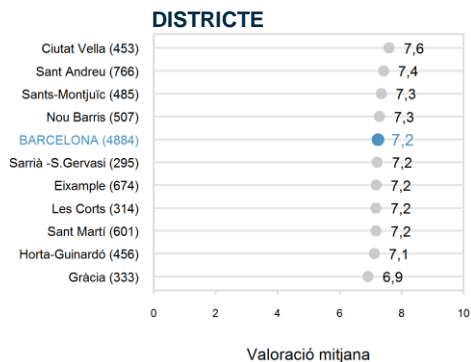 DISTRICTE
Ciutat Vella (453) 7,6
Sant Andreu (766) 7,4
Sants-Montjuïc (485) 7,3
Nou Barris (507) 7,3
BARCELONA (4884) 7,2
Sarrià -S.Gervasi (295) 7,2
Eixample (674) 7,2
Les Corts (314) 7,2
Sant Martí (601) 7,2
Horta-Guinardó (456) 7,1
Gràcia (333) 6,9
0 2 4 6 8 10
Valoració mitjana